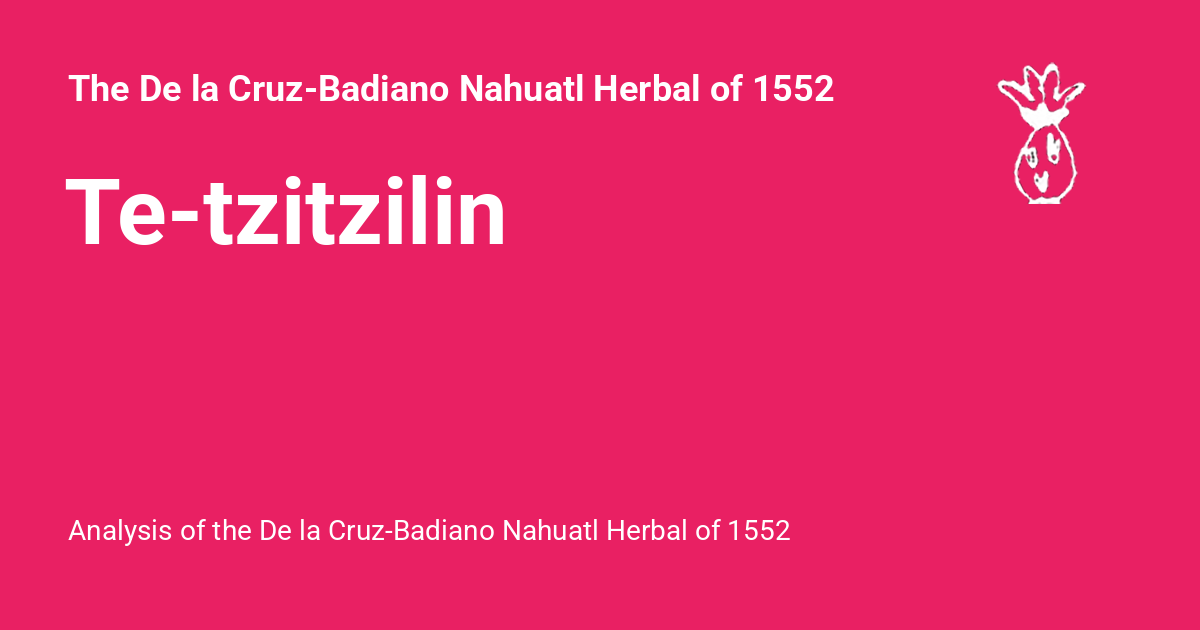 The De la Cruz-Badiano Nahuatl Herbal of 1552
Te-tzitzilin
Analysis of the De la Cruz-Badiano Nahuatl Herbal of 1552